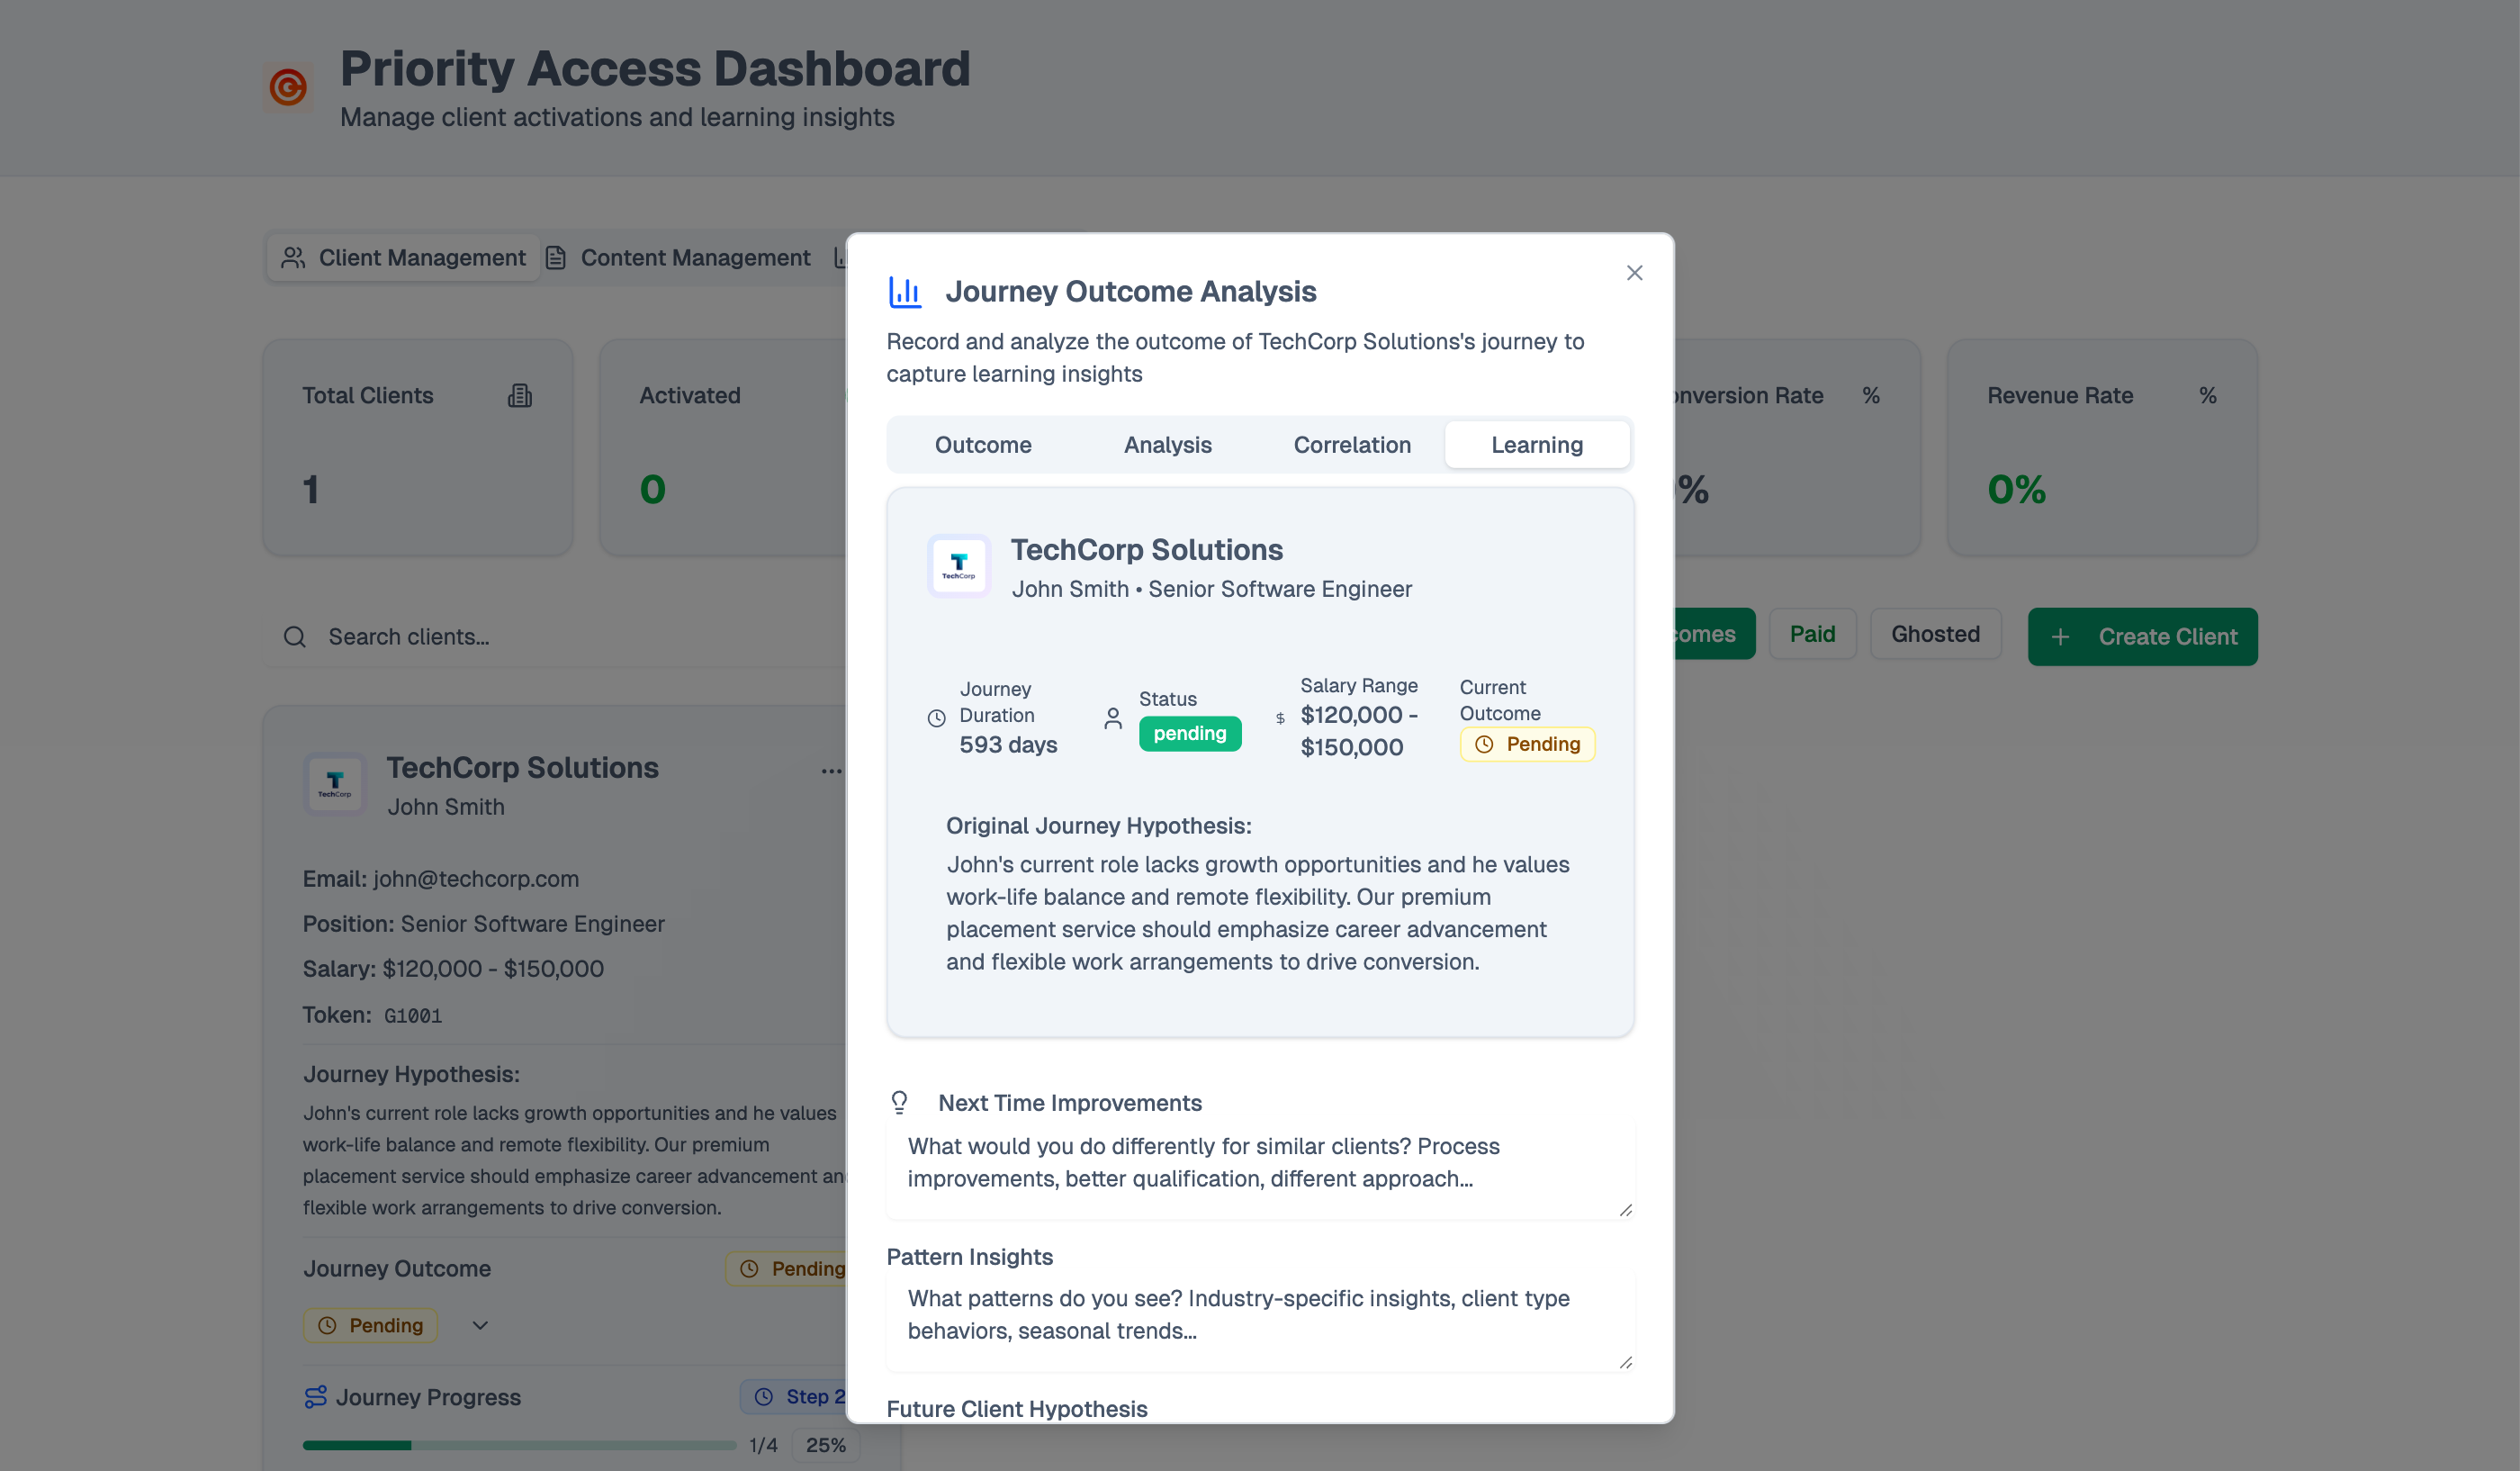 Priority Access Dashboard
Manage client activations and learning insights
Client Management
Content Management
Total Clients
1
Activated
0
onversion Rate %
%
Revenue Rate %
0%
Search clients...
comes
Paid
Ghosted
+ Create Client
TechCorp Solutions
John Smith
T
TechCorp
Email: john@techcorp.com
Position: Senior Software Engineer
Salary: $120,000 - $150,000
Token: G1001
Journey Hypothesis:
John's current role lacks growth opportunities and he values
work-life balance and remote flexibility. Our premium
placement service should emphasize career advancement an
flexible work arrangements to drive conversion.
Journey Outcome
Pending
Pending
Journey Progress
Step 2
1/4
25%
Journey Outcome Analysis
Record and analyze the outcome of TechCorp Solutions's journey to
capture learning insights
Outcome
Analysis
Correlation
Learning
T
TechCorp
TechCorp Solutions
John Smith • Senior Software Engineer
Journey
Duration
593 days
Status
pending
$
Salary Range
$120,000 -
$150,000
Current
Outcome
Pending
Original Journey Hypothesis:
John's current role lacks growth opportunities and he values
work-life balance and remote flexibility. Our premium
placement service should emphasize career advancement
and flexible work arrangements to drive conversion.
Next Time Improvements
What would you do differently for similar clients? Process
improvements, better qualification, different approach...
Pattern Insights
What patterns do you see? Industry-specific insights, client type
behaviors, seasonal trends...
Future Client Hypothesis